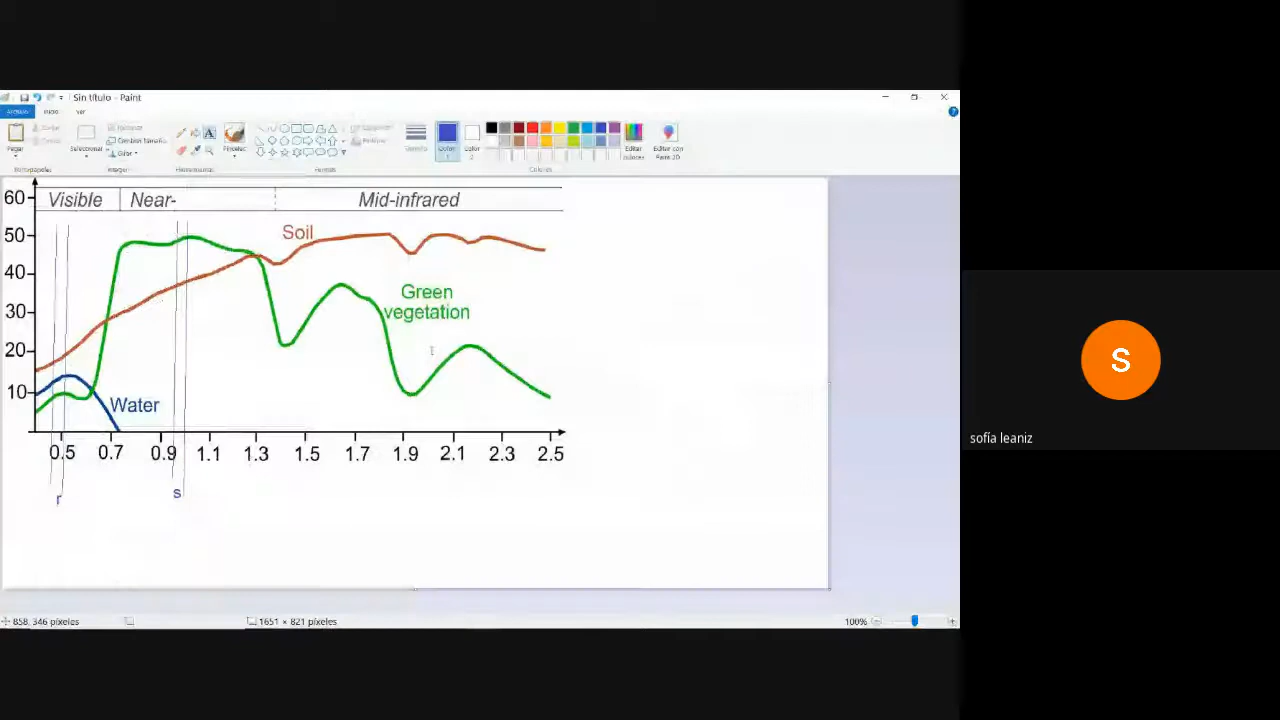 Sin título - Paint
Archivo Inicio Ver
Pegar
Seleccionar
Cambiar tamaño
Girar
Pinceles
Color
1
Color
2
Editar
colores
Editar con
Paint 3D
Portapapeles Imagen Herramientas Formas Colores
60 Visible Near- Mid-infrared
50 Soil
40
30 Green
vegetation
20
10 Water
0.5 0.7 0.9 1.1 1.3 1.5 1.7 1.9 2.1 2.3 2.5
r s
S
sofía leaniz
858, 346 píxeles 1651 × 821 píxeles 100%